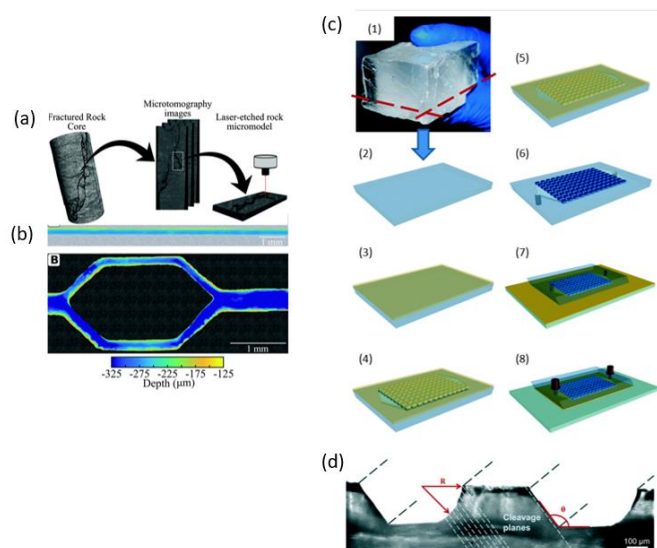 (a)
Fractured Rock
Core
Microtomography
images
Laser-etched rock
micromodel
(b)
1 mm
B
1 mm
-325 -275 -225 -175 -125
Depth (μm)
(c)
(1)
(2)
(3)
(4)
(5)
(6)
(7)
(8)
(d)
R
Cleavage
planes
θ
100 μm